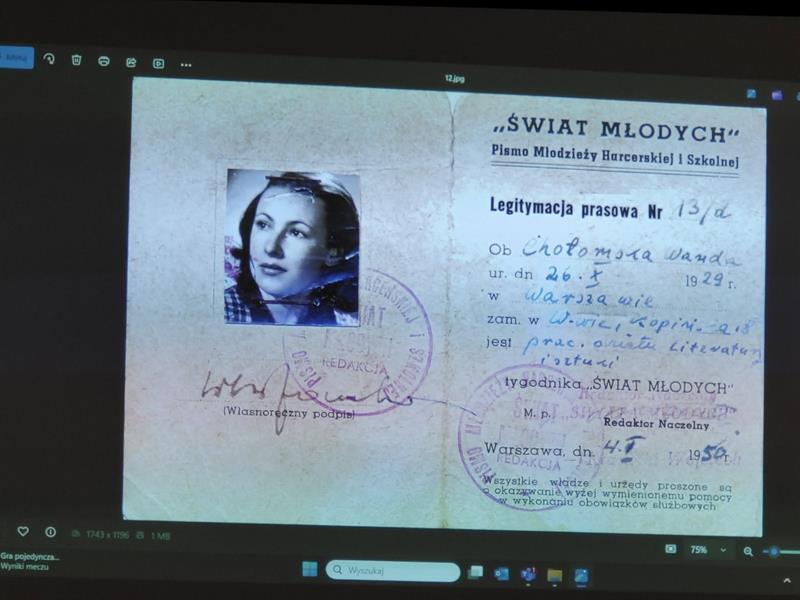 12.jpg
„ŚWIAT MŁODYCH"
Pismo Młodzieży Harcerskiej i Szkolnej
Legitymacja prasowa Nr 13/d
Ob Chotomska Wanda
ur. dn 26.X 1929 r.
w Warszawie
zam. w W-wie,
jest prac. działu Literatury
i sztuki
tygodnika „ŚWIAT MŁODYCH"
M. p.
Redaktor Naczelny
Warszawa, dn. 4.I 1950 r.
Wszystkie władze i urzędy proszone są
o okazywanie wyżej wymienionemu pomocy
w wykonaniu obowiązków służbowych
(Własnoręczny podpis)
REDAKCJA
REDAKCJA
1743 x 1196 1 MB
75%
Gra pojedyncza...
Wyniki meczu
Wyszukaj